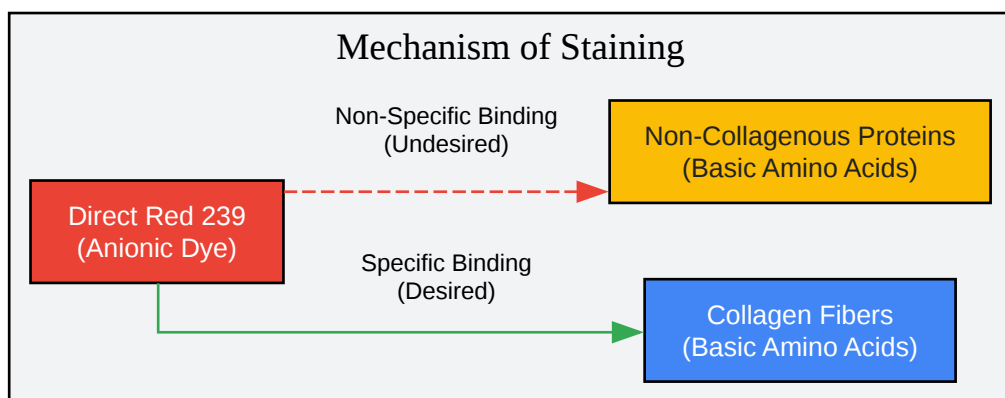 Mechanism of Staining
Non-Specific Binding
(Undesired)
Non-Collagenous Proteins
(Basic Amino Acids)
Direct Red 239
(Anionic Dye)
Specific Binding
(Desired)
Collagen Fibers
(Basic Amino Acids)